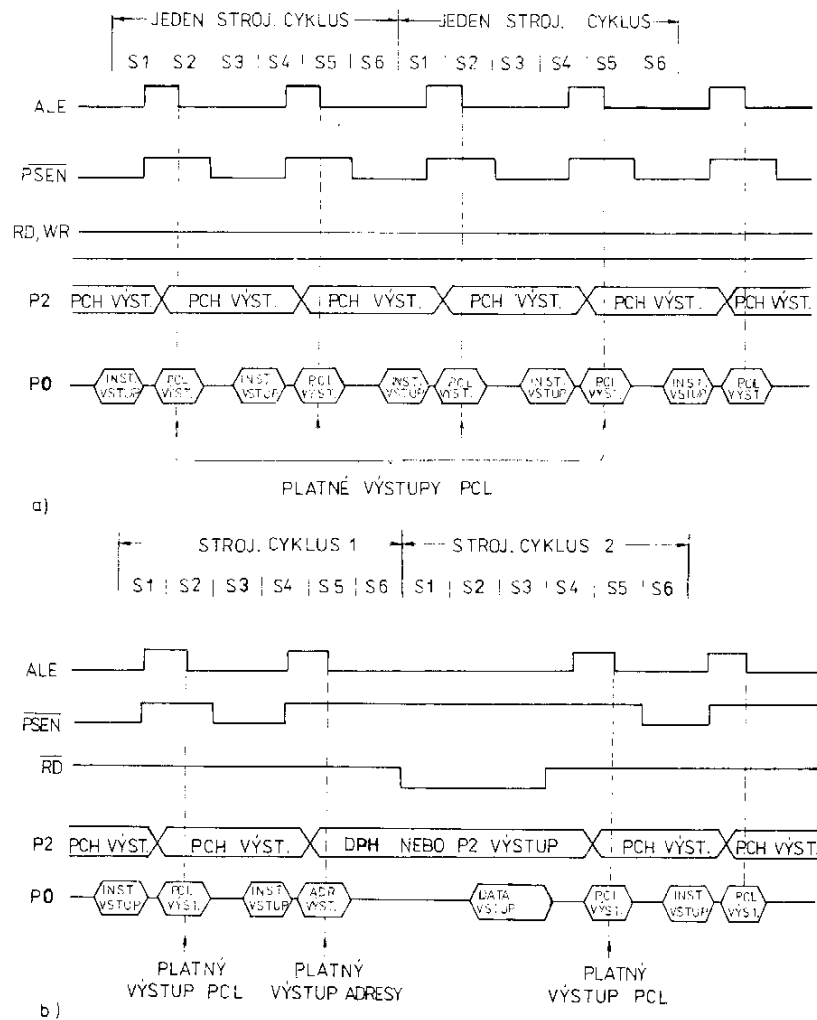 JEDEN STROJ. CYKLUS JEDEN STROJ. CYKLUS
S1 S2 S3 S4 S5 S6 S1 S2 S3 S4 S5 S6
ALE
PSEN
RD, WR
P2 PCH VÝST. PCH VÝST. PCH VÝST. PCH VÝST. PCH VÝST. PCH VÝST.
P0 INST. VSTUP PCL VÝST. INST. VSTUP PCL VÝST. INST. VSTUP PCL VÝST. INST. VSTUP PCL VÝST. INST. VSTUP PCL VÝST.
PLATNÉ VÝSTUPY PCL
a)
STROJ. CYKLUS 1 STROJ. CYKLUS 2
S1 S2 S3 S4 S5 S6 S1 S2 S3 S4 S5 S6
ALE
PSEN
RD
P2 PCH VÝST. PCH VÝST. DPH NEBO P2 VÝSTUP PCH VÝST. PCH VÝST.
P0 INST. VSTUP PCL VÝST. INST. VSTUP ADR. VÝST. DATA VSTUP PCL VÝST. INST. VSTUP PCL VÝST.
PLATNÝ VÝSTUP PCL PLATNÝ VÝSTUP ADRESY PLATNÝ VÝSTUP PCL
b)